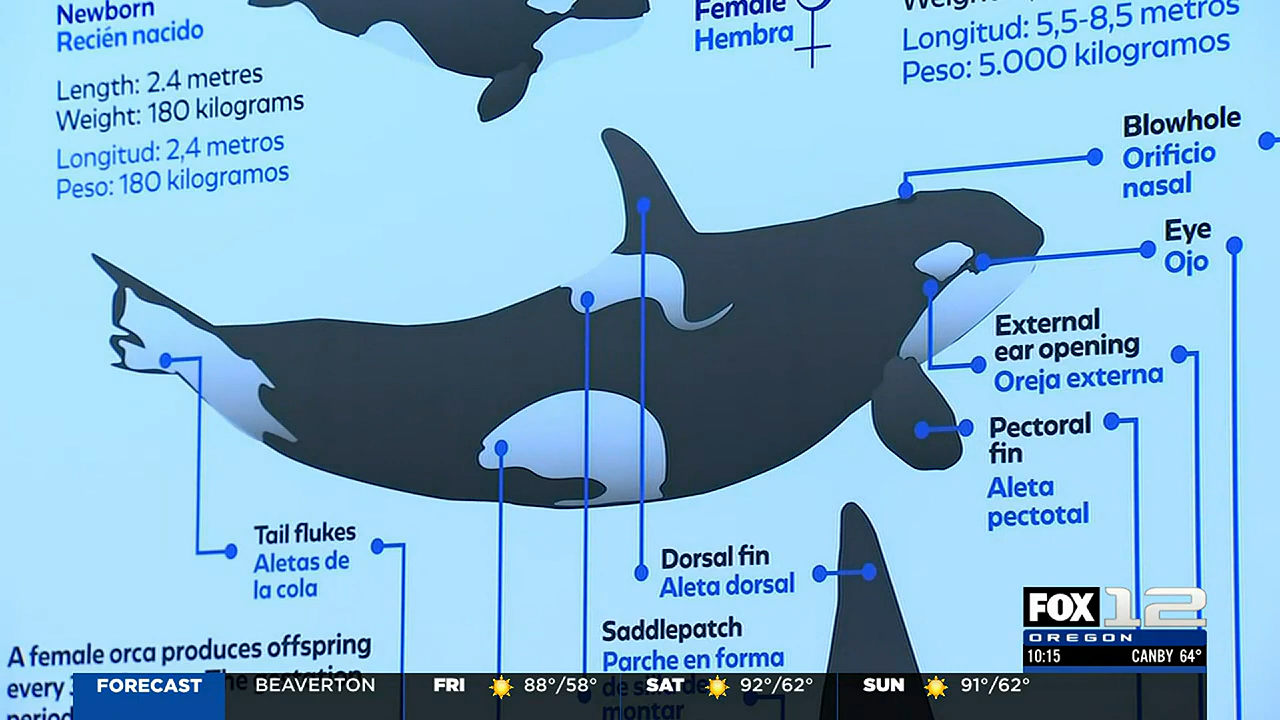 Newborn
Recién nacido
Length: 2.4 metres
Weight: 180 kilograms
Longitud: 2,4 metros
Peso: 180 kilogramos
Female
Hembra
Longitud: 5,5-8,5 metros
Peso: 5.000 kilogramos
Blowhole
Orificio
nasal
Eye
Ojo
External
ear opening
Oreja externa
Pectoral
fin
Aleta
pectotal
Tail flukes
Aletas de
la cola
Dorsal fin
Aleta dorsal
Saddlepatch
Parche en forma
de
montar
A female orca produces offspring
every
The
period
FOX 12
OREGON
10:15 CANBY 64°
FORECAST BEAVERTON FRI 88°/58° SAT 92°/62° SUN 91°/62°